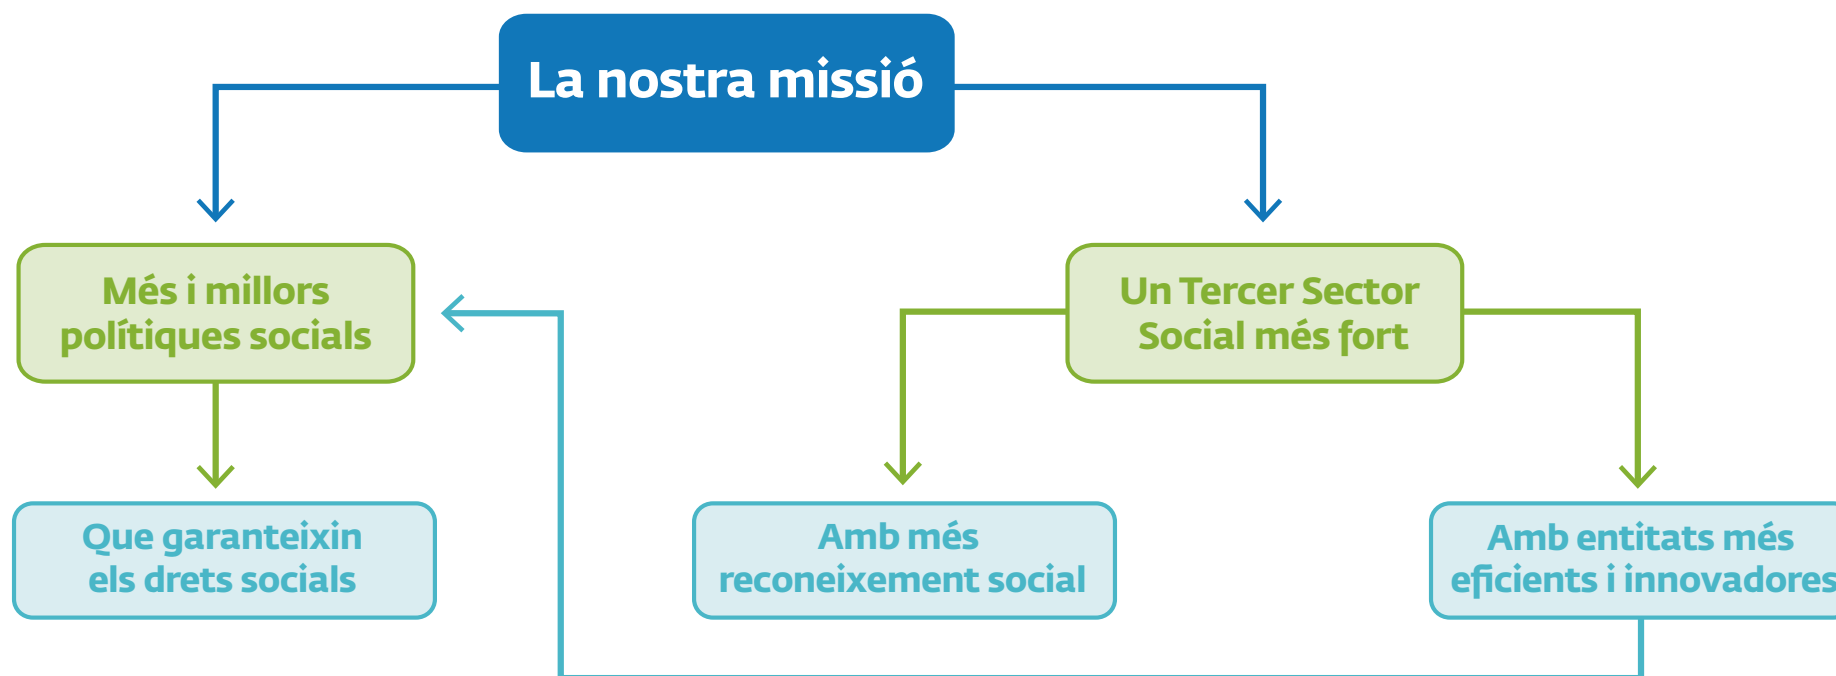 La nostra missió
Més i millors
polítiques socials
Un Tercer Sector
Social més fort
Que garanteixin
els drets socials
Amb més
reconeixement social
Amb entitats més
eficients i innovadores